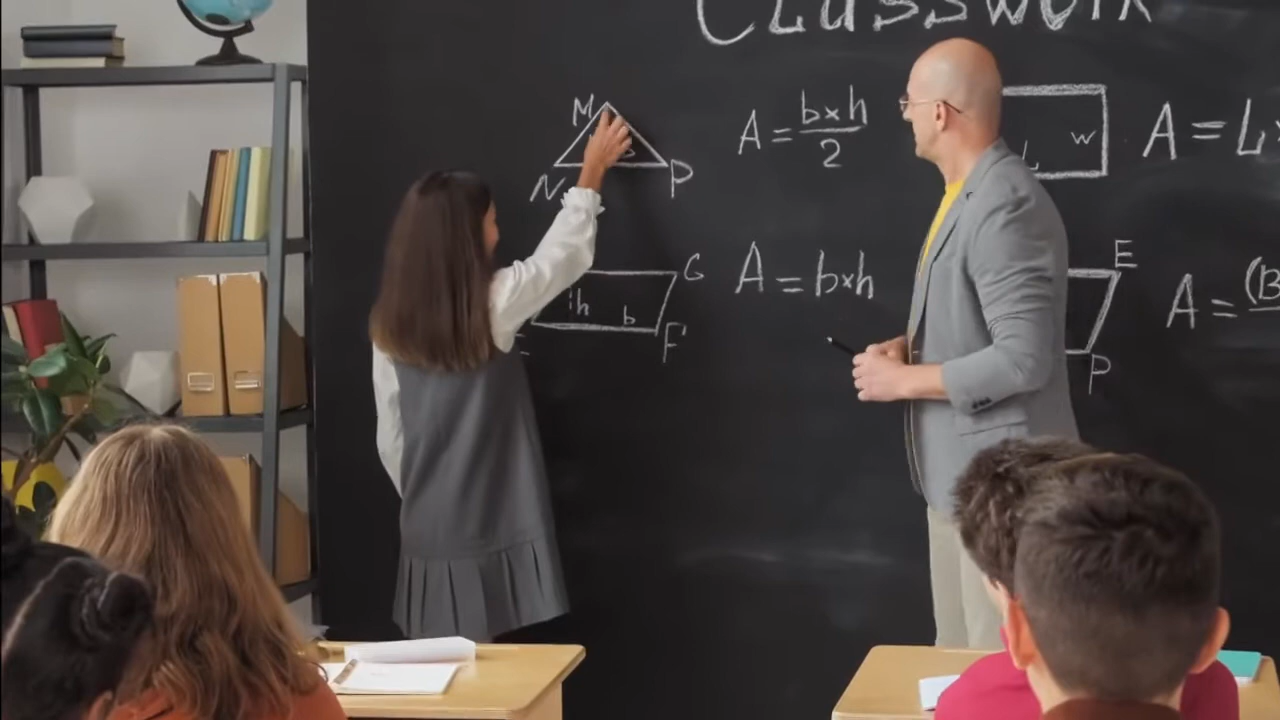 Classwork
M
N
P
A = b×h / 2
L
w
A = L
G
h
b
F
A = b×h
E
P
A = (B